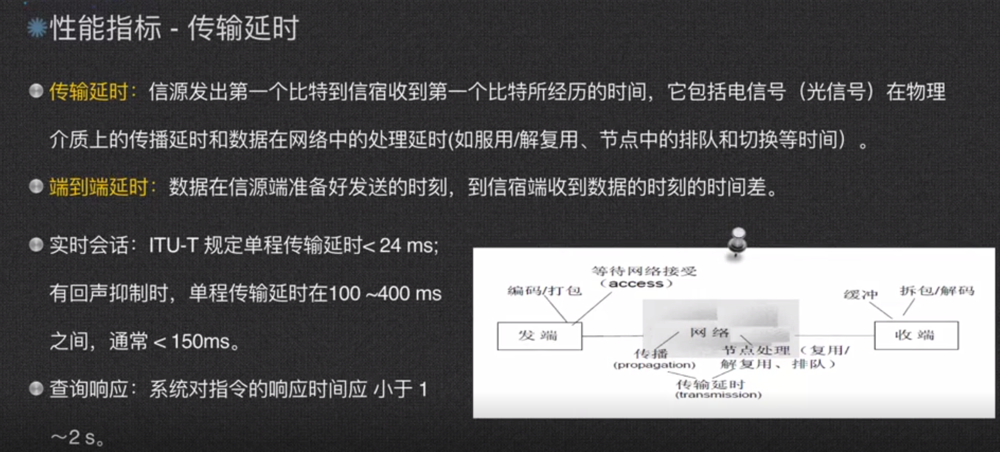 性能指标 - 传输延时
传输延时：信源发出第一个比特到信宿收到第一个比特所经历的时间，它包括电信号（光信号）在物理
介质上的传播延时和数据在网络中的处理延时(如服用/解复用、节点中的排队和切换等时间）。
端到端延时：数据在信源端准备好发送的时刻，到信宿端收到数据的时刻的时间差。
实时会话：ITU-T 规定单程传输延时< 24 ms;
有回声抑制时，单程传输延时在100 ~400 ms
之间，通常 < 150ms。
查询响应：系统对指令的响应时间应 小于 1
～2 s。
等待网络接受
（access）
编码/打包
缓冲
拆包/解码
发 端
网 络
收 端
传播
(propagation)
节点处理（复用/
解复用、排队）
传输延时
(transmission)